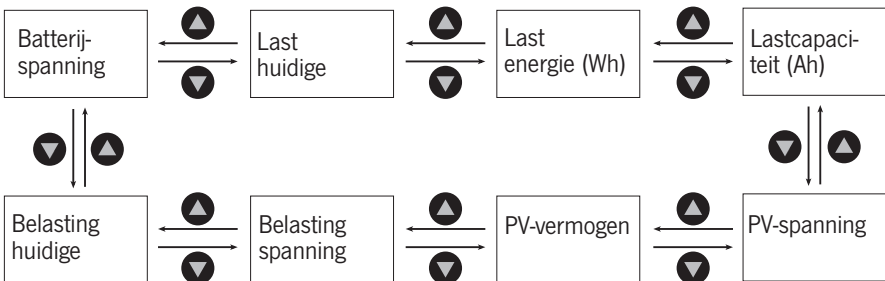 Batterij-
spanning
Last
huidige
Last
energie (Wh)
Lastcapaci-
teit (Ah)
Belasting
huidige
Belasting
spanning
PV-vermogen
PV-spanning